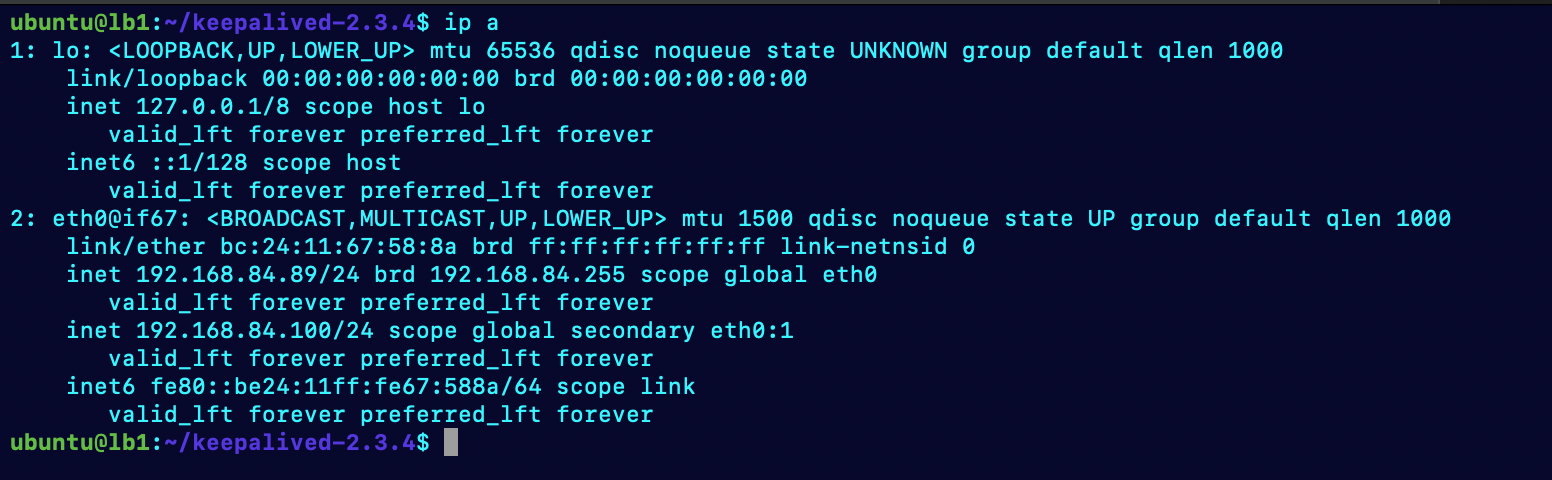 ubuntu@lb1:~/keepalived-2.3.4$ ip a
1: lo: <LOOPBACK,UP,LOWER_UP> mtu 65536 qdisc noqueue state UNKNOWN group default qlen 1000
    link/loopback 00:00:00:00:00:00 brd 00:00:00:00:00:00
    inet 127.0.0.1/8 scope host lo
       valid_lft forever preferred_lft forever
    inet6 ::1/128 scope host
       valid_lft forever preferred_lft forever
2: eth0@if67: <BROADCAST,MULTICAST,UP,LOWER_UP> mtu 1500 qdisc noqueue state UP group default qlen 1000
    link/ether bc:24:11:67:58:8a brd ff:ff:ff:ff:ff:ff link-netnsid 0
    inet 192.168.84.89/24 brd 192.168.84.255 scope global eth0
       valid_lft forever preferred_lft forever
    inet 192.168.84.100/24 scope global secondary eth0:1
       valid_lft forever preferred_lft forever
    inet6 fe80::be24:11ff:fe67:588a/64 scope link
       valid_lft forever preferred_lft forever
ubuntu@lb1:~/keepalived-2.3.4$